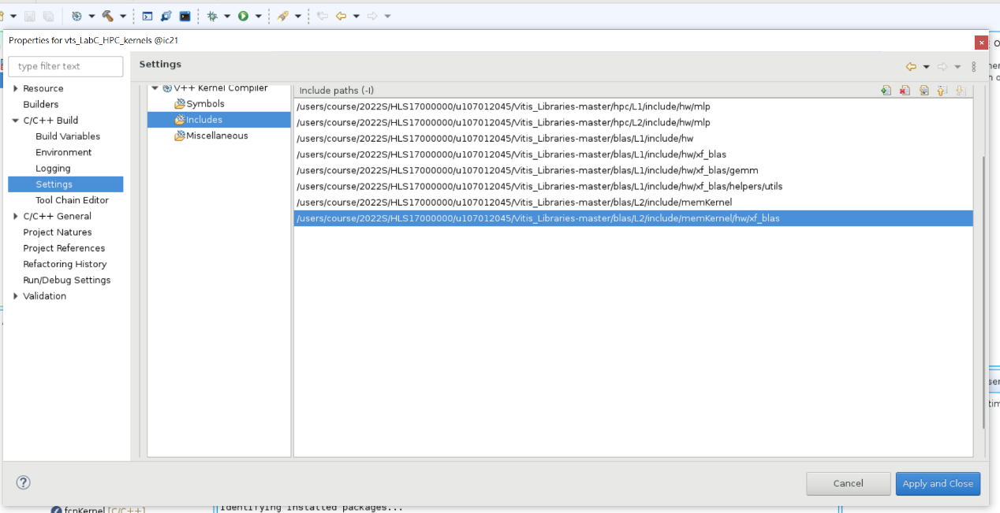 Properties for vts_LabC_HPC_kernels @ic21
type filter text
Settings
Resource
Builders
C/C++ Build
Build Variables
Environment
Logging
Settings
Tool Chain Editor
C/C++ General
Project Natures
Project References
Refactoring History
Run/Debug Settings
Validation
V++ Kernel Compiler
Symbols
Includes
Miscellaneous
Include paths (-I)
/users/course/2022S/HLS17000000/u107012045/Vitis_Libraries-master/hpc/L1/include/hw/mlp
/users/course/2022S/HLS17000000/u107012045/Vitis_Libraries-master/hpc/L2/include/hw/mlp
/users/course/2022S/HLS17000000/u107012045/Vitis_Libraries-master/blas/L1/include/hw
/users/course/2022S/HLS17000000/u107012045/Vitis_Libraries-master/blas/L1/include/hw/xf_blas
/users/course/2022S/HLS17000000/u107012045/Vitis_Libraries-master/blas/L1/include/hw/xf_blas/gemm
/users/course/2022S/HLS17000000/u107012045/Vitis_Libraries-master/blas/L1/include/hw/xf_blas/helpers/utils
/users/course/2022S/HLS17000000/u107012045/Vitis_Libraries-master/blas/L2/include/memKernel
/users/course/2022S/HLS17000000/u107012045/Vitis_Libraries-master/blas/L2/include/memKernel/hw/xf_blas
Cancel
Apply and Close
fcnKernel [C/C++]
Identifying installed packages...